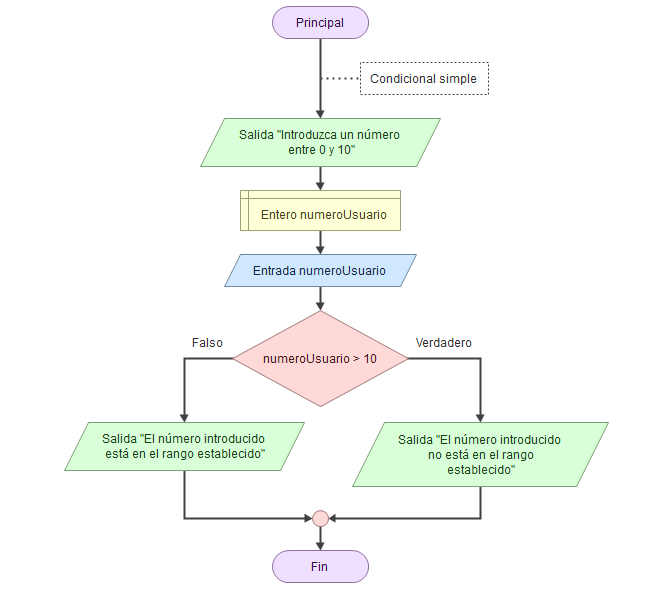 Principal
Condicional simple
Salida "Introduzca un número
entre 0 y 10"
Entero numeroUsuario
Entrada numeroUsuario
Falso
Verdadero
numeroUsuario > 10
Salida "El número introducido
está en el rango establecido"
Salida "El número introducido
no está en el rango
establecido"
Fin